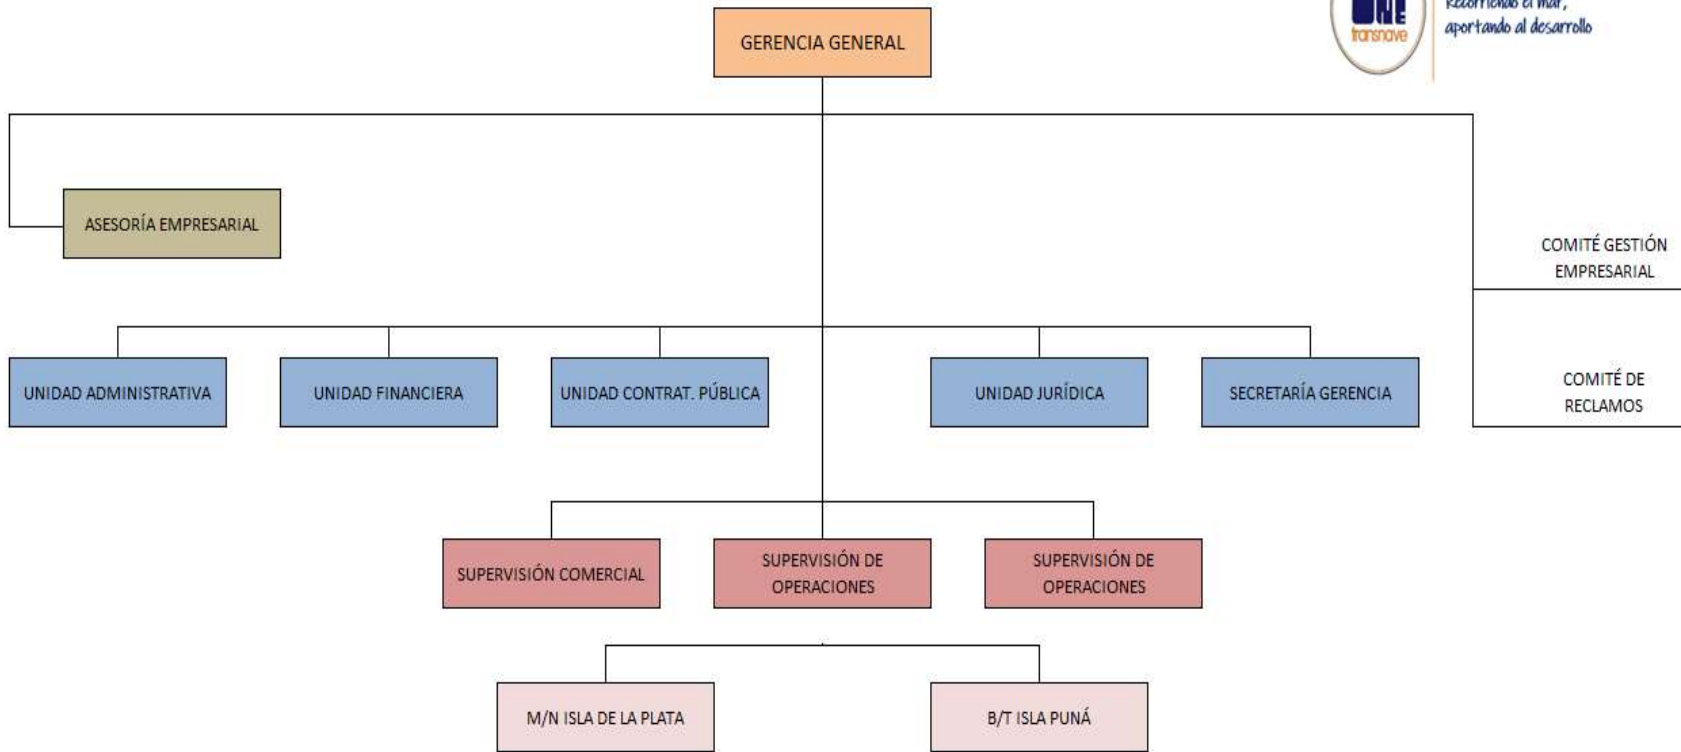 transnave
Recorriendo el mar,
aportando al desarrollo
GERENCIA GENERAL
ASESORÍA EMPRESARIAL
COMITÉ GESTIÓN
EMPRESARIAL
UNIDAD ADMINISTRATIVA
UNIDAD FINANCIERA
UNIDAD CONTRAT. PÚBLICA
UNIDAD JURÍDICA
SECRETARÍA GERENCIA
COMITÉ DE
RECLAMOS
SUPERVISIÓN COMERCIAL
SUPERVISIÓN DE
OPERACIONES
SUPERVISIÓN DE
OPERACIONES
M/N ISLA DE LA PLATA
B/T ISLA PUNÁ